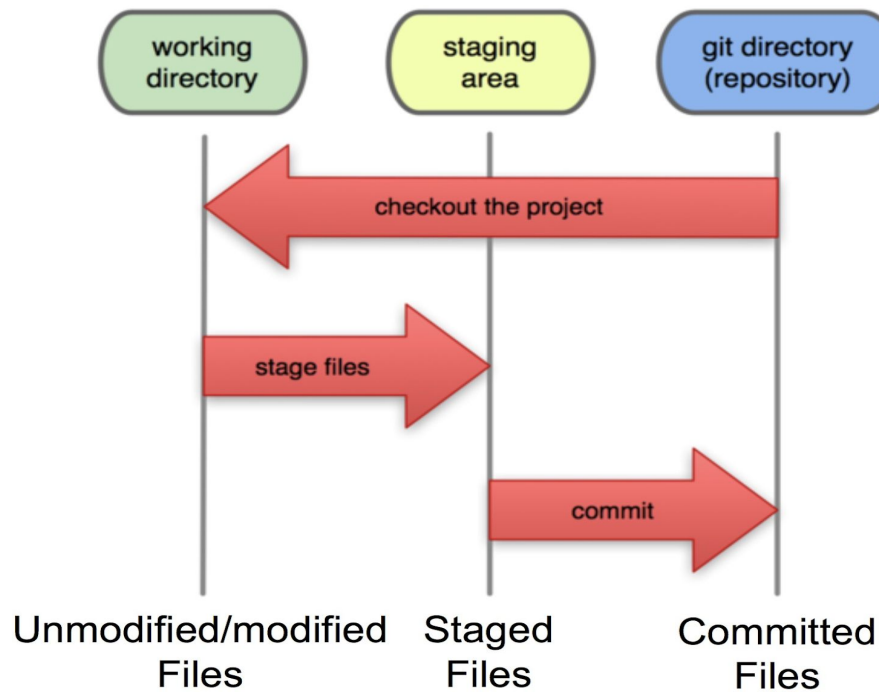 working
directory
staging
area
git directory
(repository)
checkout the project
stage files
commit
Unmodified/modified
Files
Staged
Files
Committed
Files